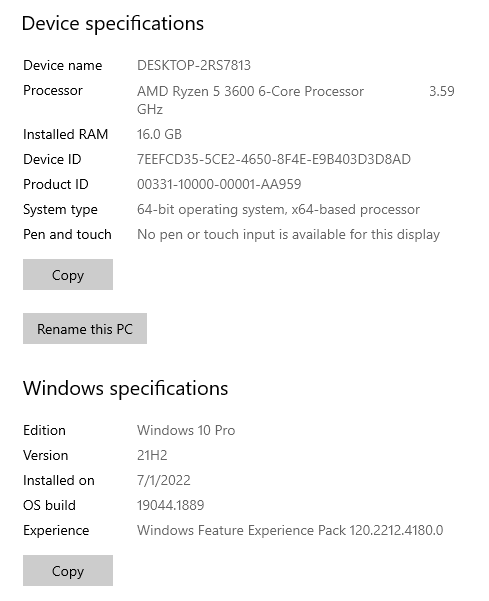 Device specifications
Device name DESKTOP-2RS7813
Processor AMD Ryzen 5 3600 6-Core Processor 3.59
GHz
Installed RAM 16.0 GB
Device ID 7EEFCD35-5CE2-4650-8F4E-E9B403D3D8AD
Product ID 00331-10000-00001-AA959
System type 64-bit operating system, x64-based processor
Pen and touch No pen or touch input is available for this display
Copy
Rename this PC
Windows specifications
Edition Windows 10 Pro
Version 21H2
Installed on 7/1/2022
OS build 19044.1889
Experience Windows Feature Experience Pack 120.2212.4180.0
Copy